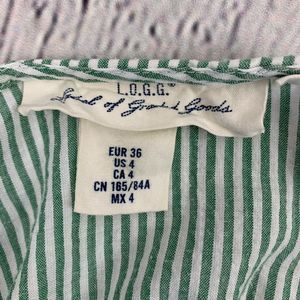 L.O.G.G.®
Label of Graded Goods
EUR 36
US 4
CA 4
CN 165/84A
MX 4